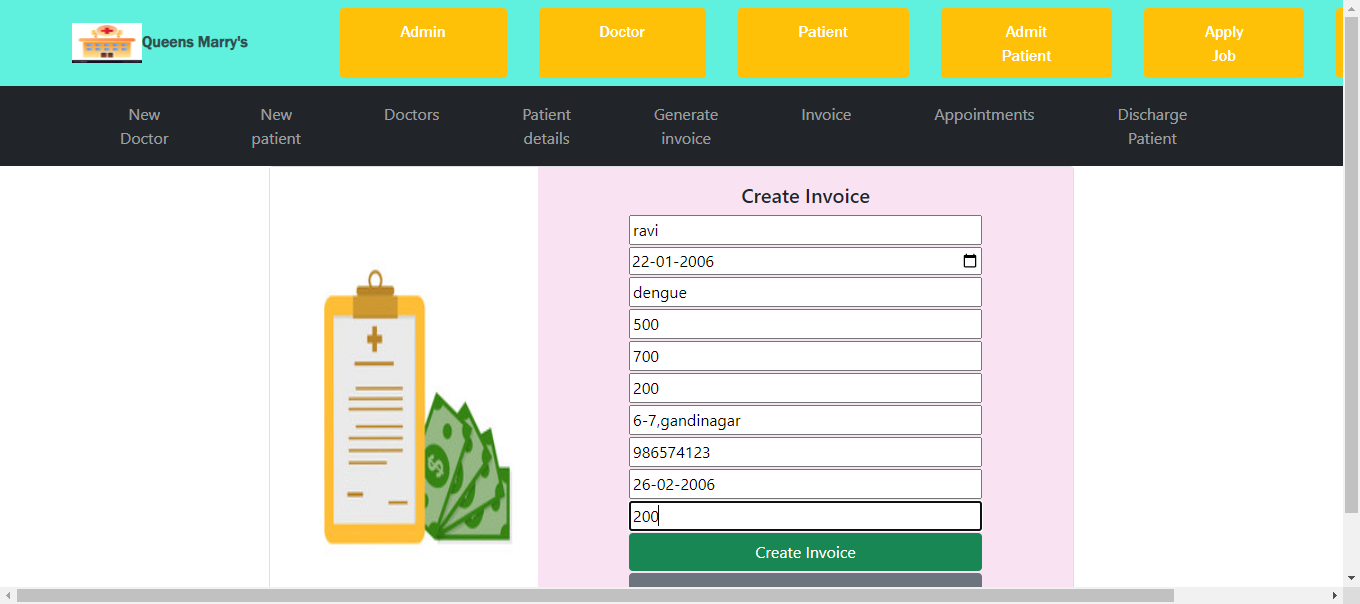 Queens Marry's
Admin
Doctor
Patient
Admit
Patient
Apply
Job
New
Doctor
New
patient
Doctors
Patient
details
Generate
invoice
Invoice
Appointments
Discharge
Patient
Create Invoice
ravi
22-01-2006
dengue
500
700
200
6-7,gandinagar
986574123
26-02-2006
200
Create Invoice